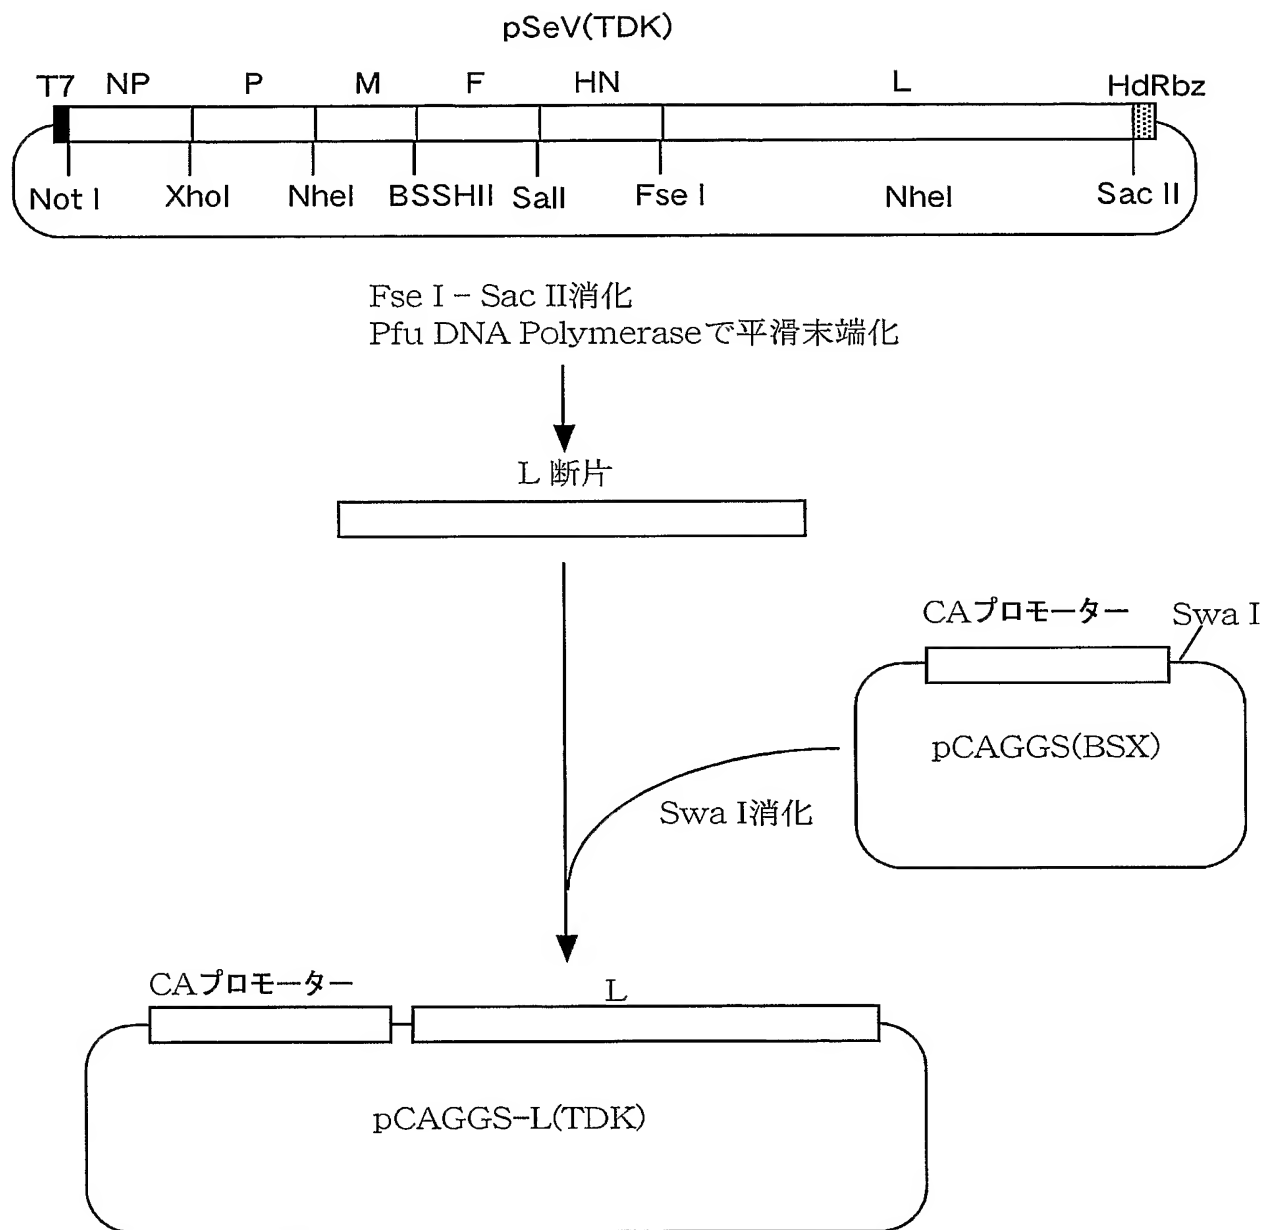 pSeV(TDK)
T7 NP P M F HN L HdRbz
Not I XhoI NheI BSSHII SalI Fse I NheI Sac II
Fse I – Sac II消化
Pfu DNA Polymeraseで平滑末端化
L 断片
CAプロモーター Swa I
pCAGGS(BSX)
Swa I消化
CAプロモーター L
pCAGGS-L(TDK)